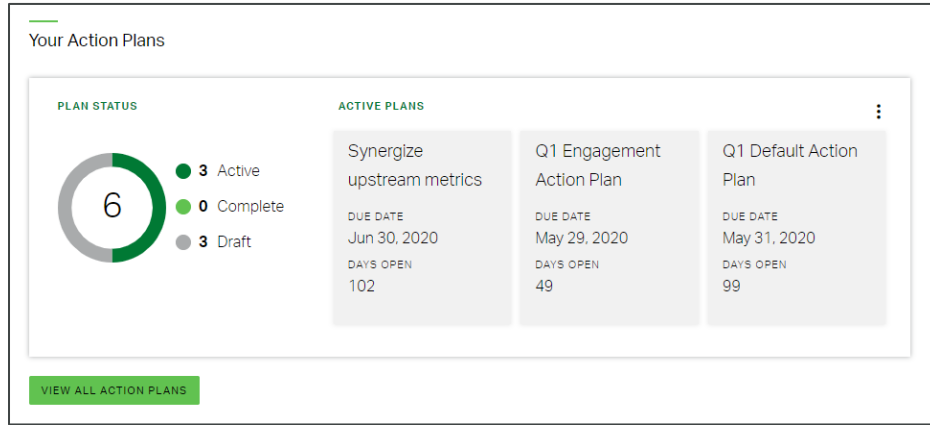 Your Action Plans
PLAN STATUS
6
3 Active
0 Complete
3 Draft
ACTIVE PLANS
Synergize
upstream metrics
DUE DATE
Jun 30, 2020
DAYS OPEN
102
Q1 Engagement
Action Plan
DUE DATE
May 29, 2020
DAYS OPEN
49
Q1 Default Action
Plan
DUE DATE
May 31, 2020
DAYS OPEN
99
VIEW ALL ACTION PLANS